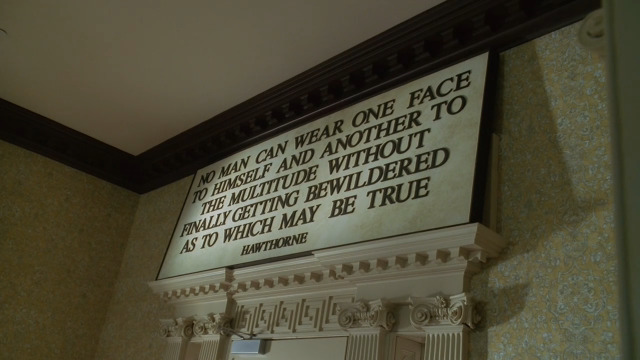 NO MAN CAN WEAR ONE FACE
TO HIMSELF AND ANOTHER TO
THE MULTITUDE WITHOUT
FINALLY GETTING BEWILDERED
AS TO WHICH MAY BE TRUE
HAWTHORNE